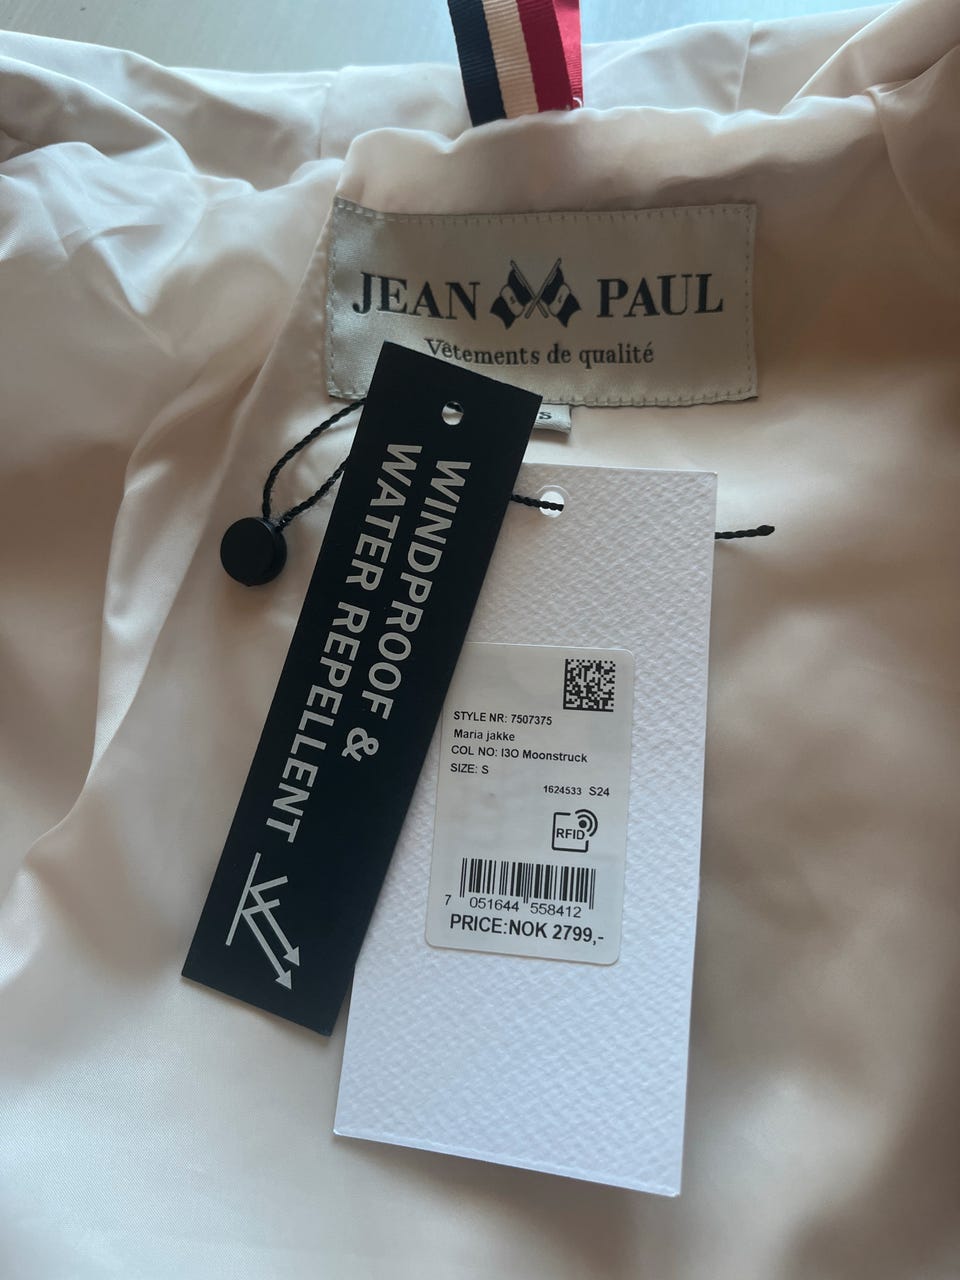 JEAN PAUL
Vêtements de qualité
S
WINDPROOF &
WATER REPELLENT
STYLE NR: 7507375
Maria jakke
COL NO: I3O Moonstruck
SIZE: S
1624533 S24
RFID
7 051644 558412
PRICE:NOK 2799,-